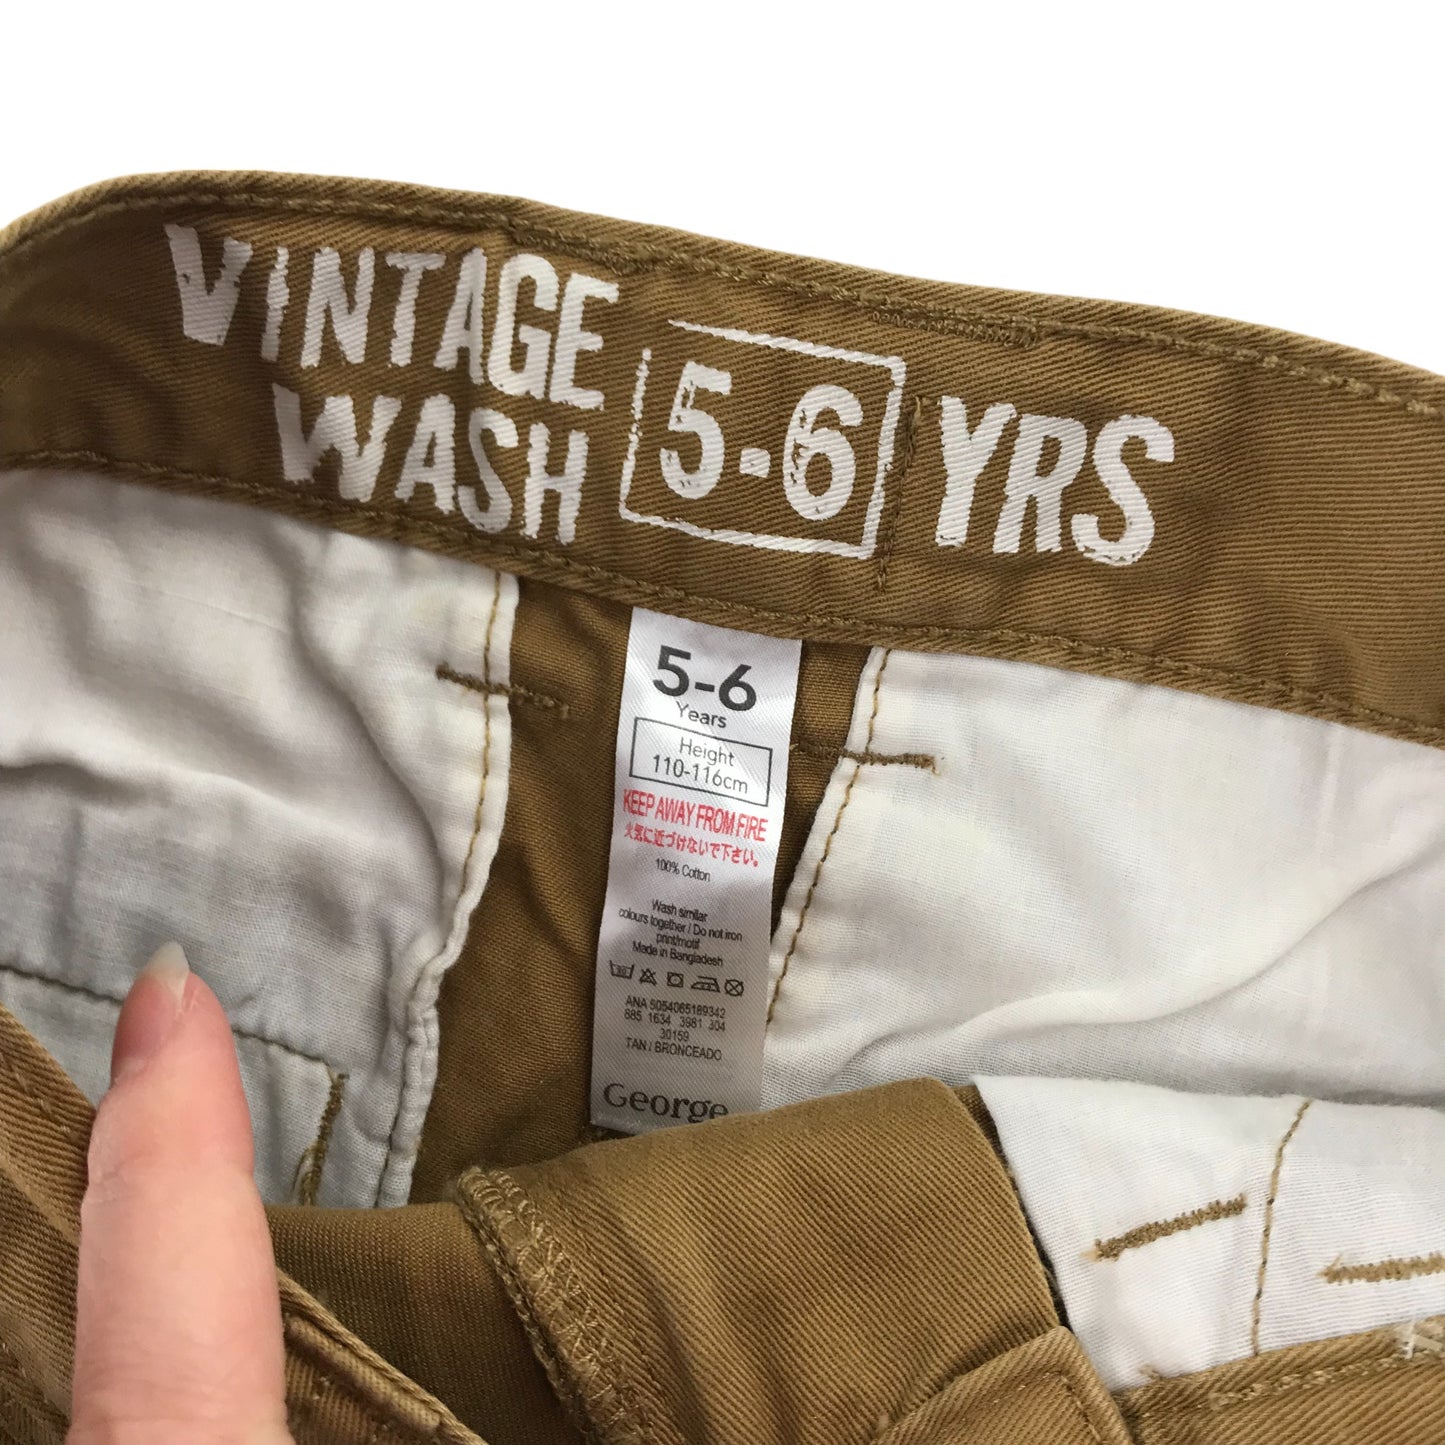 VINTAGE
WASH
5-6 YRS
5-6
Years
Height
110-116cm
KEEP AWAY FROM FIRE
火気に近づけないで下さい。
100% Cotton
Wash similar
colours together / Do not iron
print/motif
Made in Bangladesh
ANA 5054065189342
685 1634 3981 304
30159
TAN / BRONCEADO
George